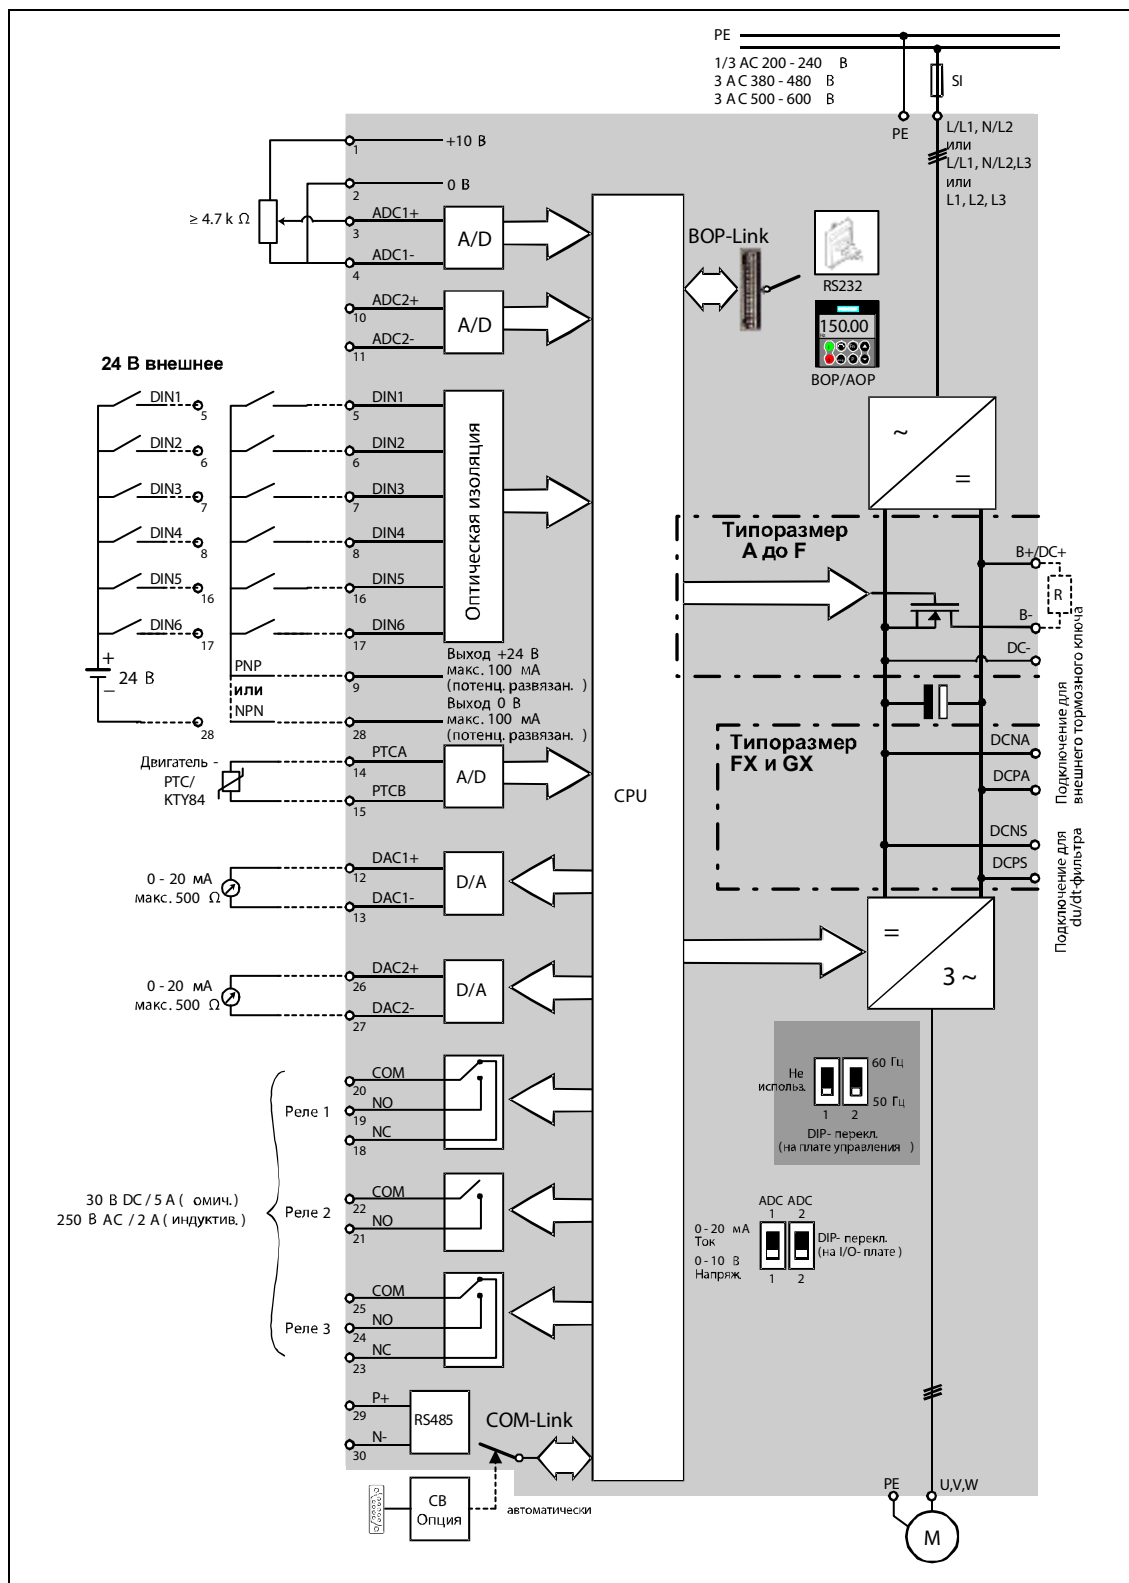 PE
1/3 AC 200 - 240 В
3 AC 380 - 480 В
3 AC 500 - 600 В
SI
PE
L/L1, N/L2
или
L/L1, N/L2,L3
или
L1, L2, L3
1
+10 В
2
0 В
≥ 4.7 k Ω
3
ADC1+
4
ADC1-
A/D
10
ADC2+
11
ADC2-
A/D
BOP-Link
RS232
150.00
BOP/AOP
24 В внешнее
DIN1
5
DIN2
6
DIN3
7
DIN4
8
DIN5
16
DIN6
17
+
24 В
–
28
5
DIN1
6
DIN2
7
DIN3
8
DIN4
16
DIN5
17
DIN6
Оптическая изоляция
PNP
или
NPN
9
Выход +24 В
макс. 100 мА
(потенц. развязан. )
28
Выход 0 В
макс. 100 мА
(потенц. развязан. )
Двигатель -
PTC/
KTY84
14
PTCA
15
PTCB
A/D
CPU
~
=
Типоразмер
A до F
B+/DC+
R
B-
DC-
Типоразмер
FX и GX
DCNA
DCPA
DCNS
DCPS
Подключение для
внешнего тормозного ключа
Подключение для
du/dt-фильтра
=
3 ~
0 - 20 мА
макс. 500 Ω
12
DAC1+
13
DAC1-
D/A
0 - 20 мА
макс. 500 Ω
26
DAC2+
27
DAC2-
D/A
Не
использ.
60 Гц
50 Гц
1 2
DIP- перекл.
(на плате управления )
30 В DC / 5 A ( омич.)
250 В AC / 2 A ( индуктив.)
Реле 1
20
COM
19
NO
18
NC
Реле 2
22
COM
21
NO
Реле 3
25
COM
24
NO
23
NC
ADC ADC
1 2
0 - 20 мА
Ток
0 - 10 В
Напряж.
1 2
DIP- перекл.
(на I/O- плате )
29
P+
30
N-
RS485
COM-Link
CB
Опция
автоматически
PE
U,V,W
M